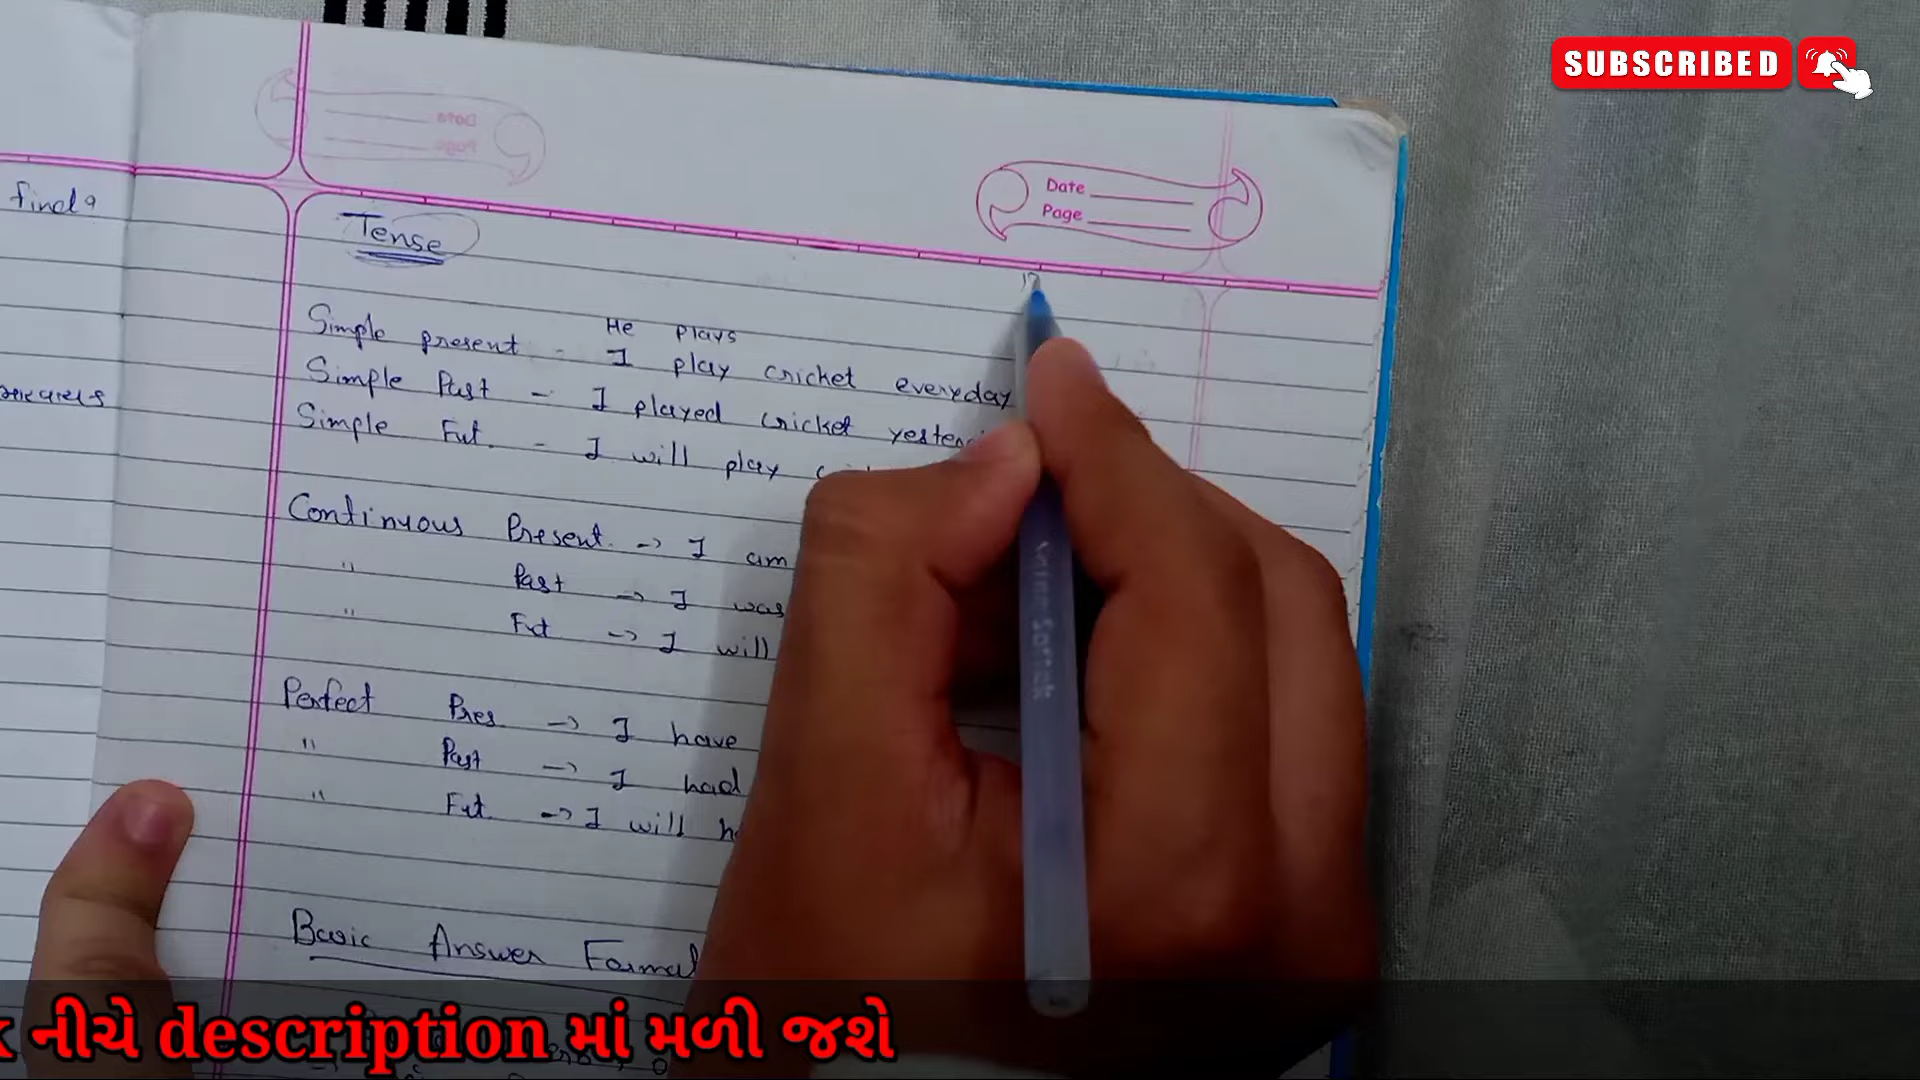 SUBSCRIBED
Date
Page
find?
Tense
He plays
Simple present - I play cricket everyday
Simple Past - I played cricket
Simple Fut. - I will play
Continuous Present. -> I am
" Past -> I was
" Fut -> I will
Perfect Pres -> I have
" Past -> I had
" Fut. -> I will
Basic Answer
નીચે description માં મળી જશે